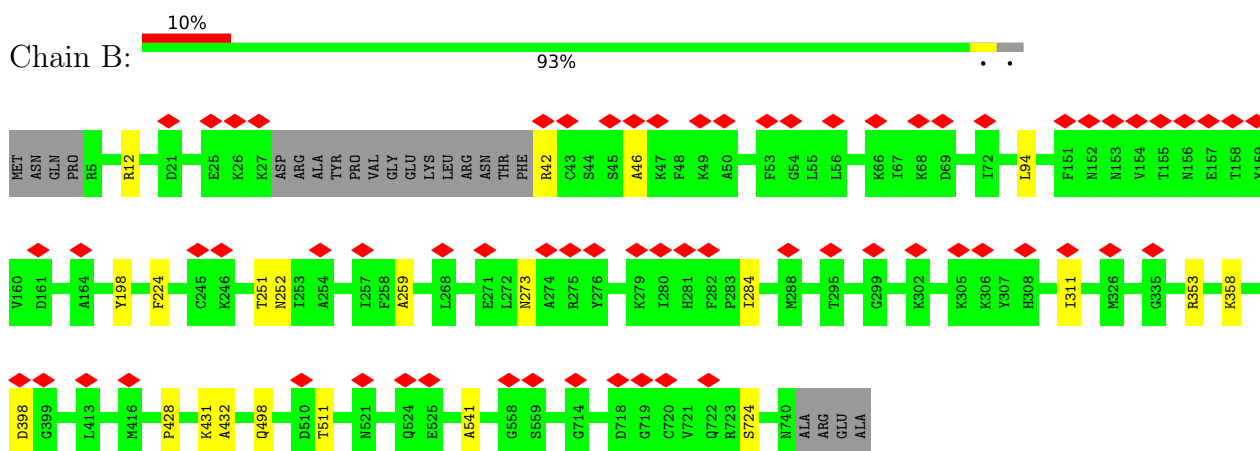 10%
Chain B:
93%
MET ASN GLN PRO R5 R12 D21 E25 K26 K27 ASP ARG ALA TYR PRO VAL GLY GLU LYS LEU ARG ASN THR PHE R42 C43 S44 S45 A46 K47 F48 K49 A50 F53 G54 L55 L56 K66 I67 K68 D69 I72 L94 F151 N152 N153 V154 T155 N156 E157 T158 Y159
V160 D161 A164 Y198 F224 C245 K246 T251 N252 I253 A254 I257 F258 A259 L268 E271 L272 N273 A274 R275 Y276 K279 I280 H281 F282 P283 I284 M288 T295 G299 K302 K305 K306 Y307 H308 I311 M326 G335 R353 K358
D398 G399 L413 M416 P428 K431 A432 Q498 D510 T511 N521 Q524 E525 A541 G558 S559 G714 D718 G719 C720 V721 Q722 R723 S724 N740 ALA ARG GLU ALA